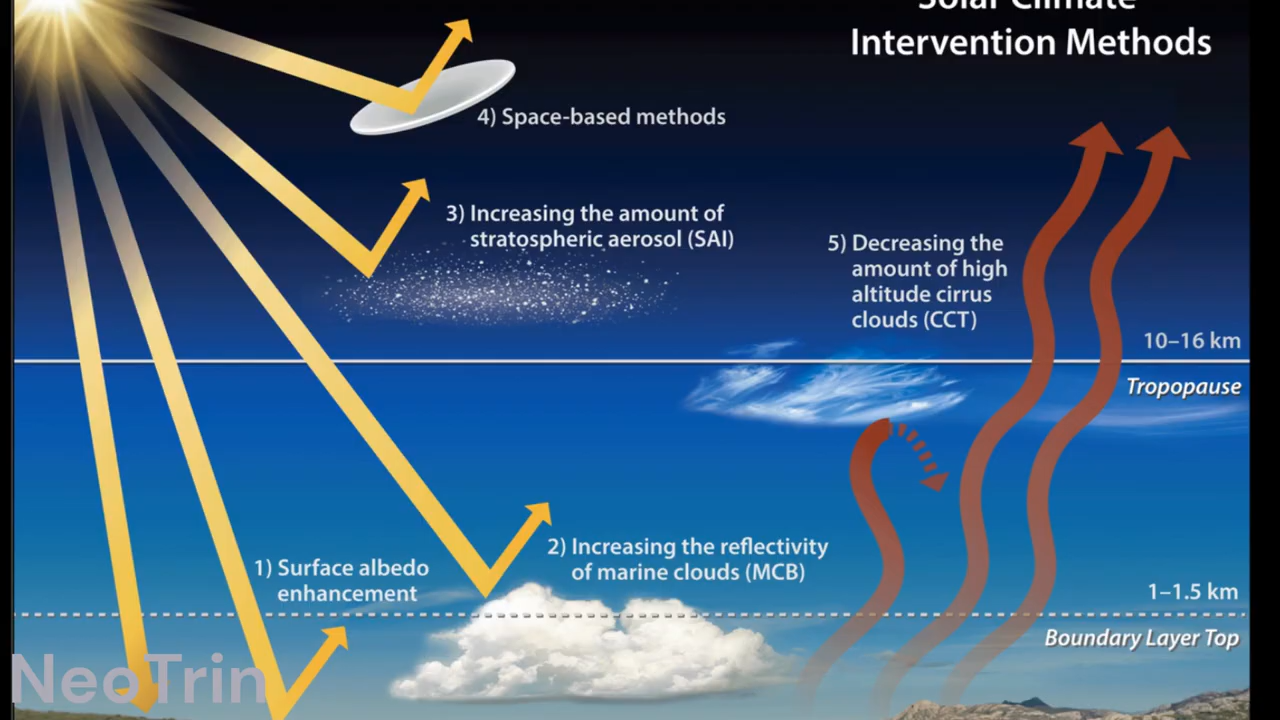 Solar Climate
Intervention Methods
4) Space-based methods
3) Increasing the amount of
stratospheric aerosol (SAI)
5) Decreasing the
amount of high
altitude cirrus
clouds (CCT)
10–16 km
Tropopause
2) Increasing the reflectivity
of marine clouds (MCB)
1) Surface albedo
enhancement
1–1.5 km
Boundary Layer Top
NeoTrin